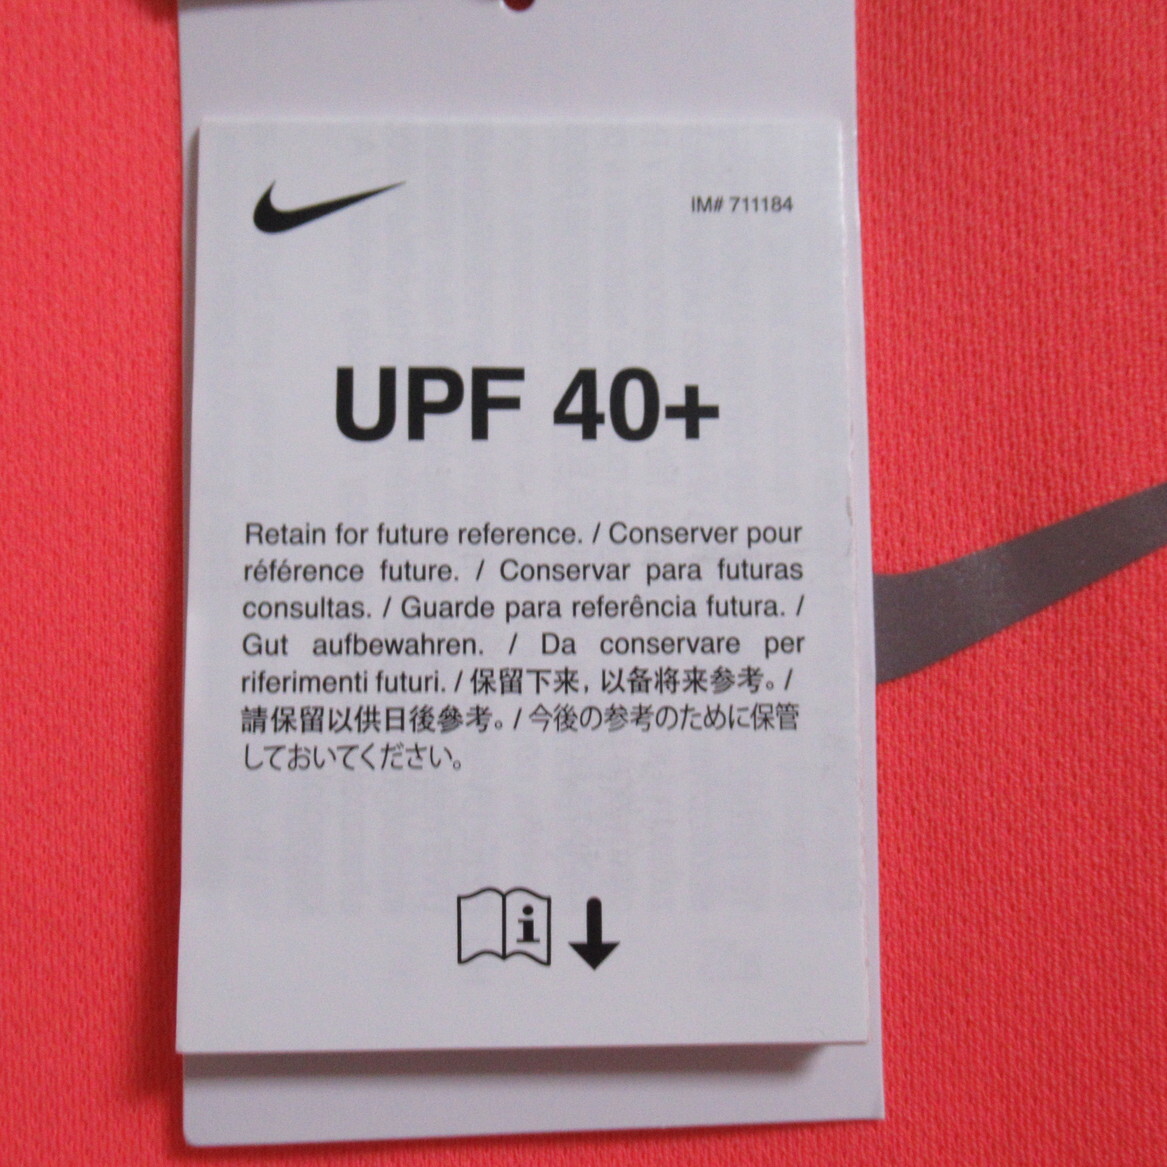 IM# 711184
UPF 40+
Retain for future reference. / Conserver pour
référence future. / Conservar para futuras
consultas. / Guarde para referência futura. /
Gut aufbewahren. / Da conservare per
riferimenti futuri. / 保留下来, 以备将来参考。/
請保留以供日後參考。/ 今後の参考のために保管
しておいてください。
i